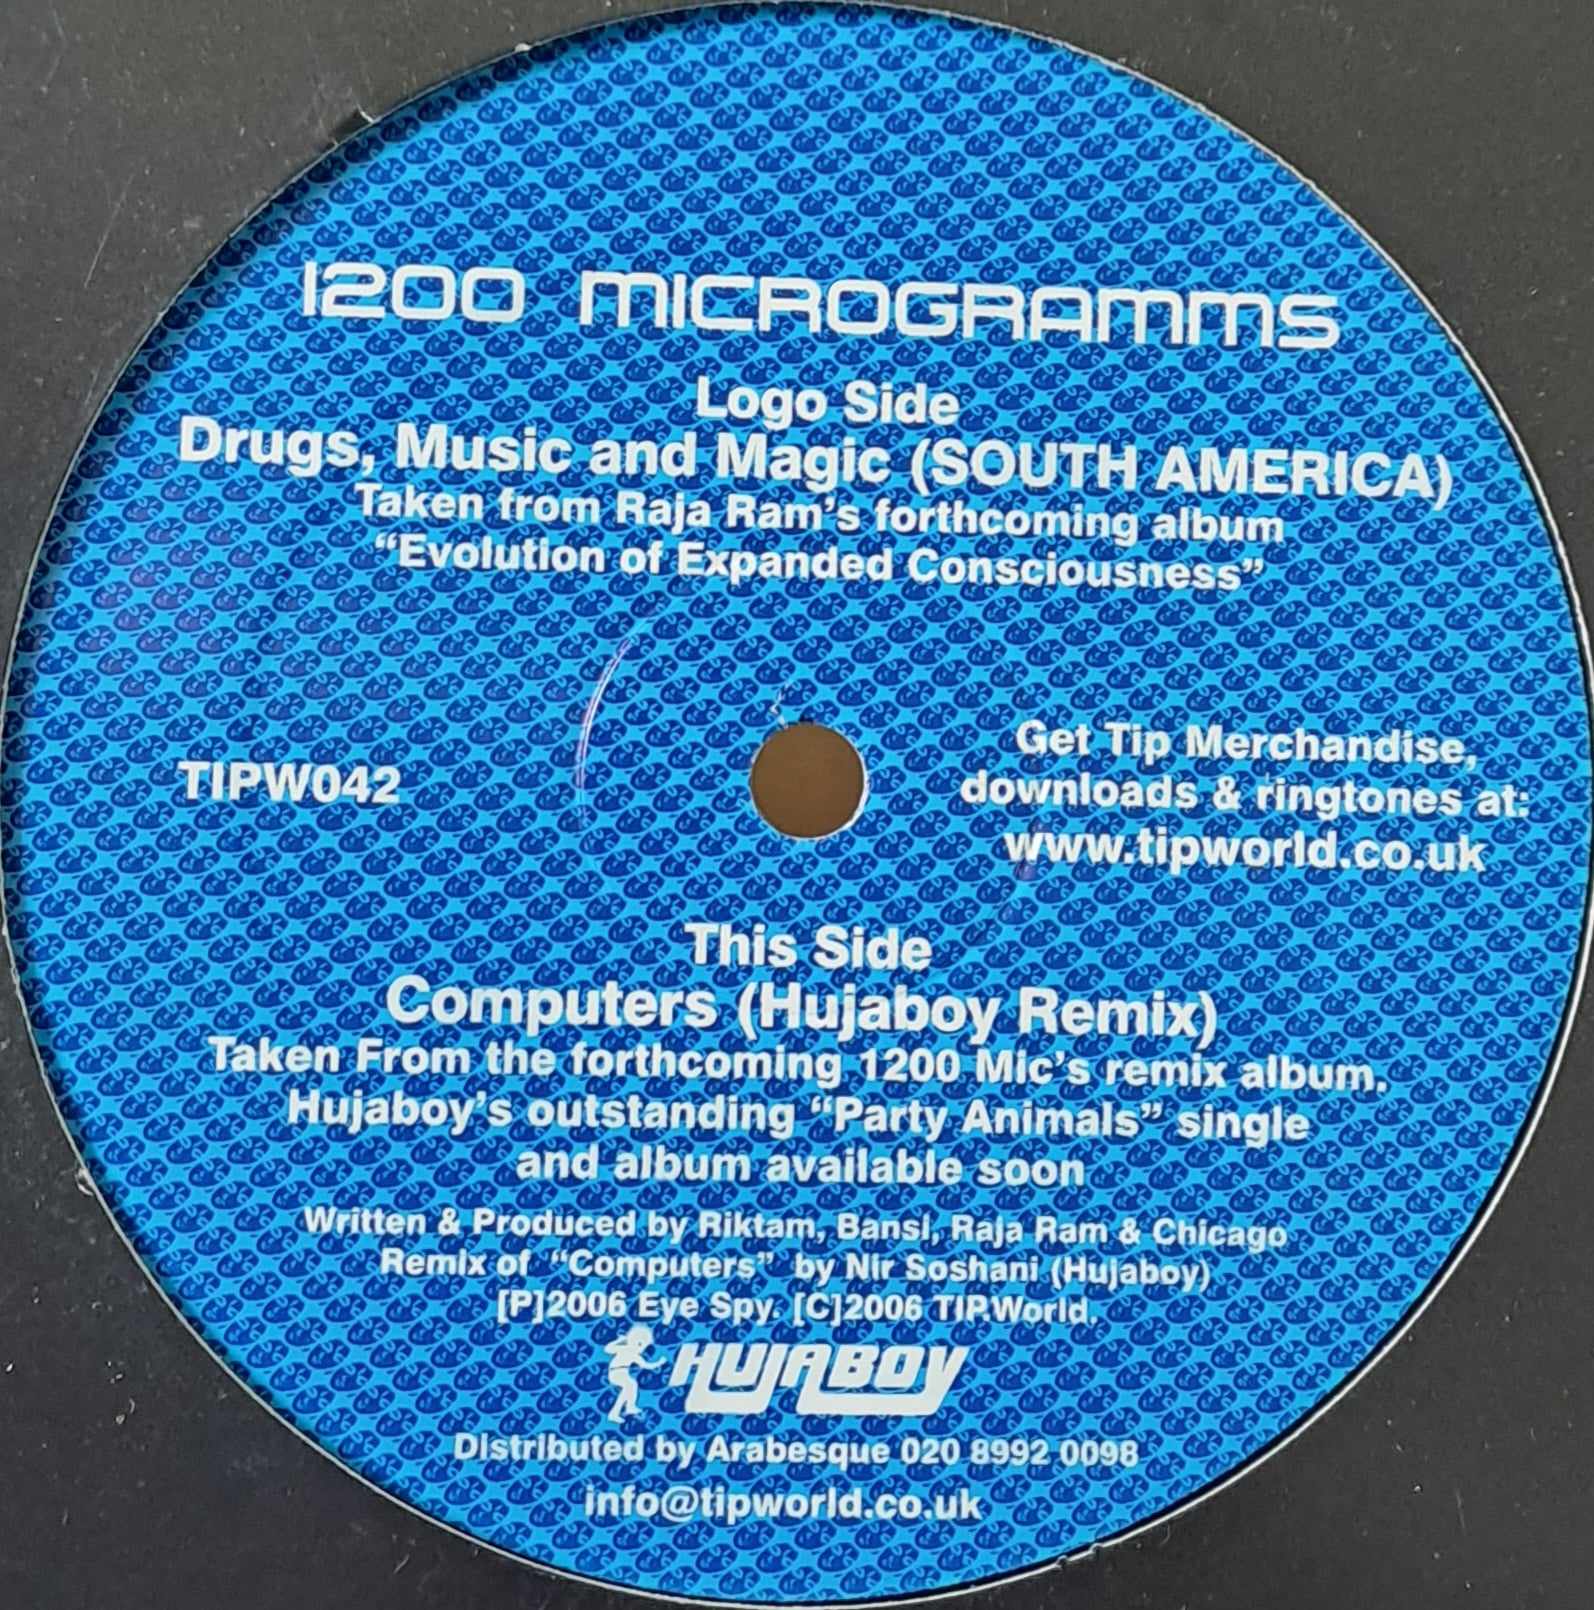 1200 MICROGRAMMS
Logo Side
Drugs, Music and Magic (SOUTH AMERICA)
Taken from Raja Ram's forthcoming album
“Evolution of Expanded Consciousness”
TIPW042
Get Tip Merchandise,
downloads & ringtones at:
www.tipworld.co.uk
This Side
Computers (Hujaboy Remix)
Taken From the forthcoming 1200 Mic's remix album.
Hujaboy's outstanding “Party Animals” single
and album available soon
Written & Produced by Riktam, Bansi, Raja Ram & Chicago
Remix of “Computers” by Nir Soshani (Hujaboy)
[P]2006 Eye Spy. [C]2006 TIP.World.
HUJABOY
Distributed by Arabesque 020 8992 0098
info@tipworld.co.uk